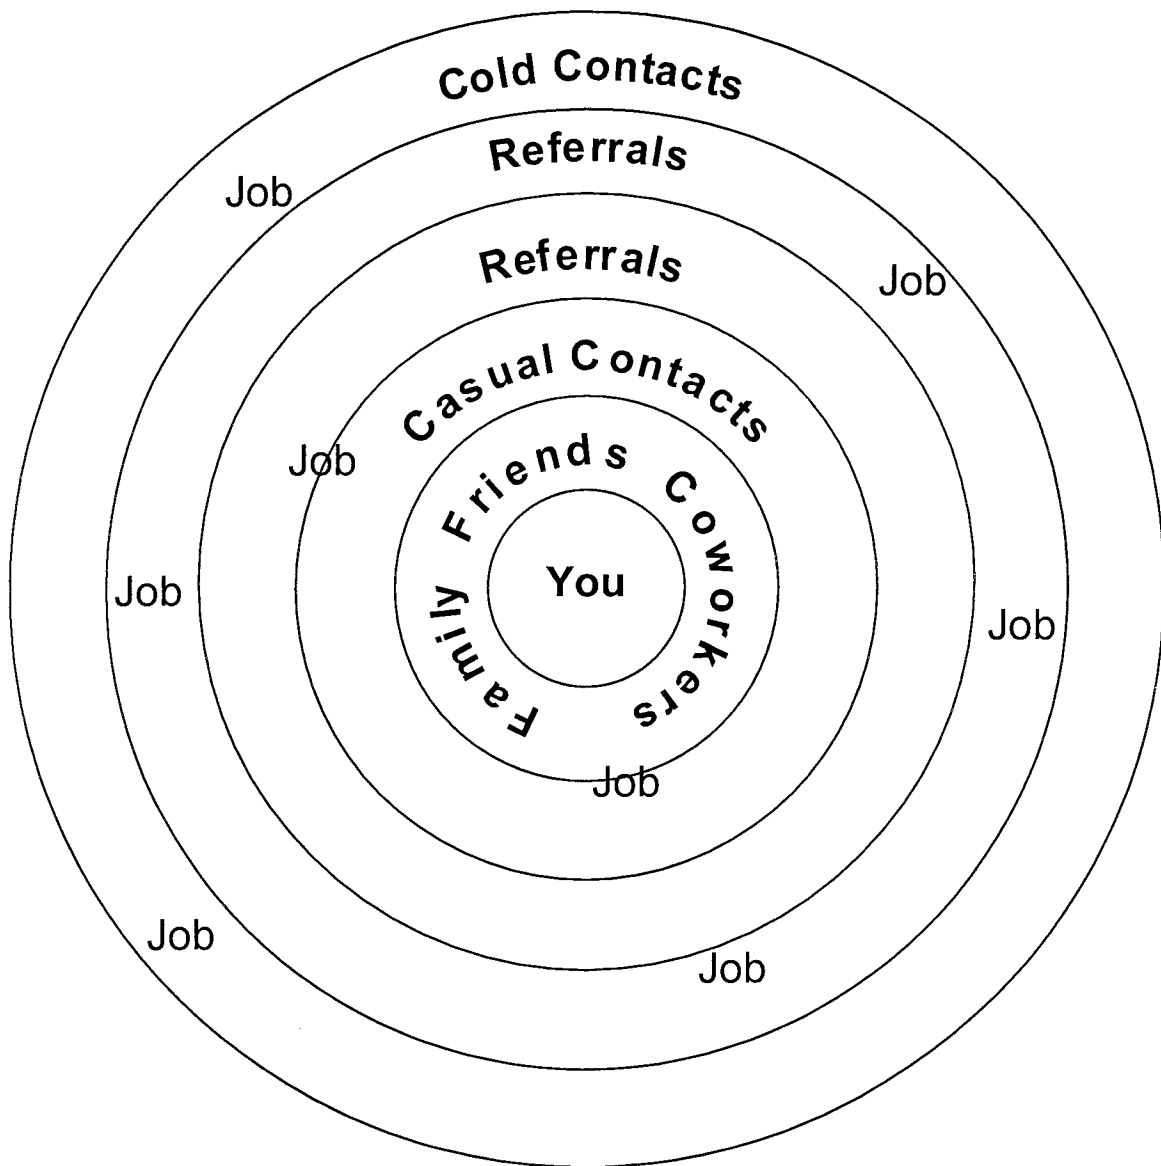 Cold Contacts
Referrals
Job
Referrals
Job
Casual Contacts
Friends
Job
Coworkers
You
Family
Job
Job
Job
Job
Job